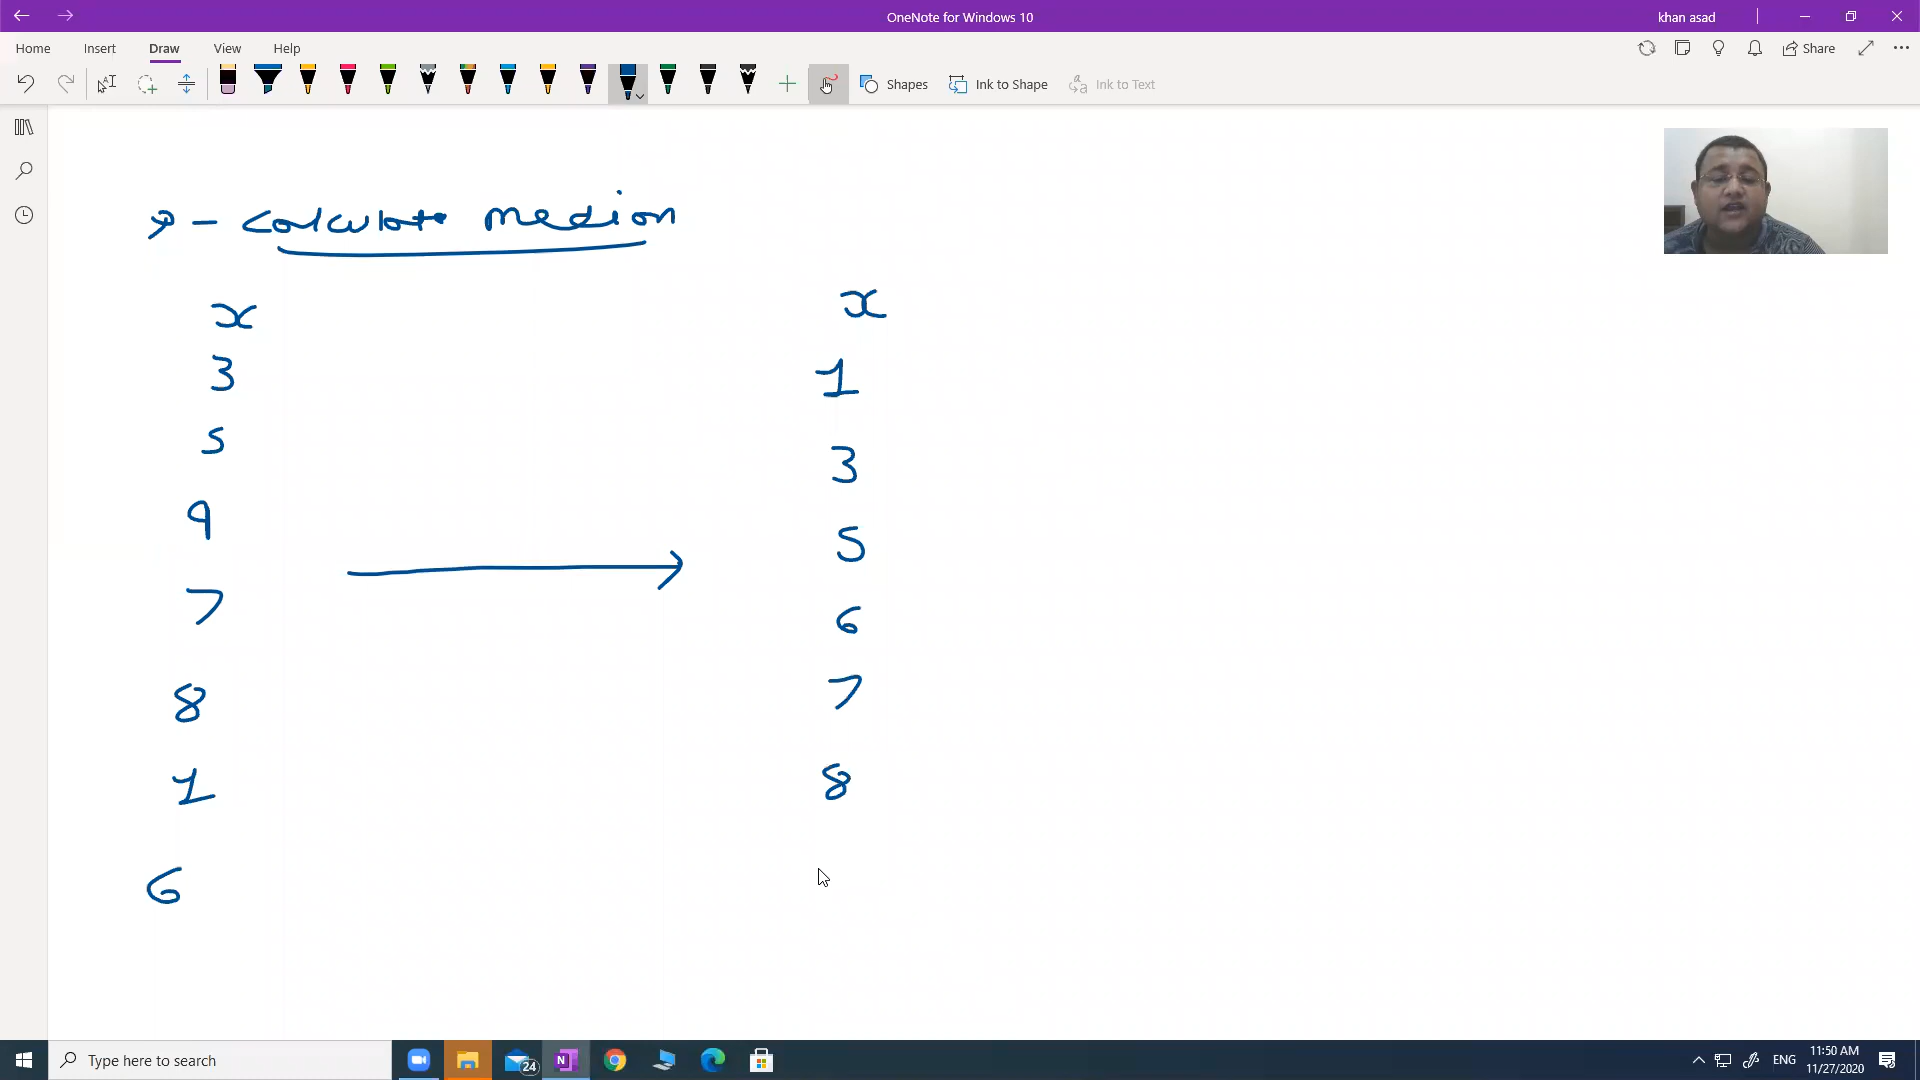 OneNote for Windows 10
khan asad
Home Insert Draw View Help
Share
Shapes
Ink to Shape
Ink to Text
- Calculate median
x
3
5
9
7
8
1
6
x
1
3
5
6
7
8
Type here to search
24
N
ENG
11:50 AM
11/27/2020